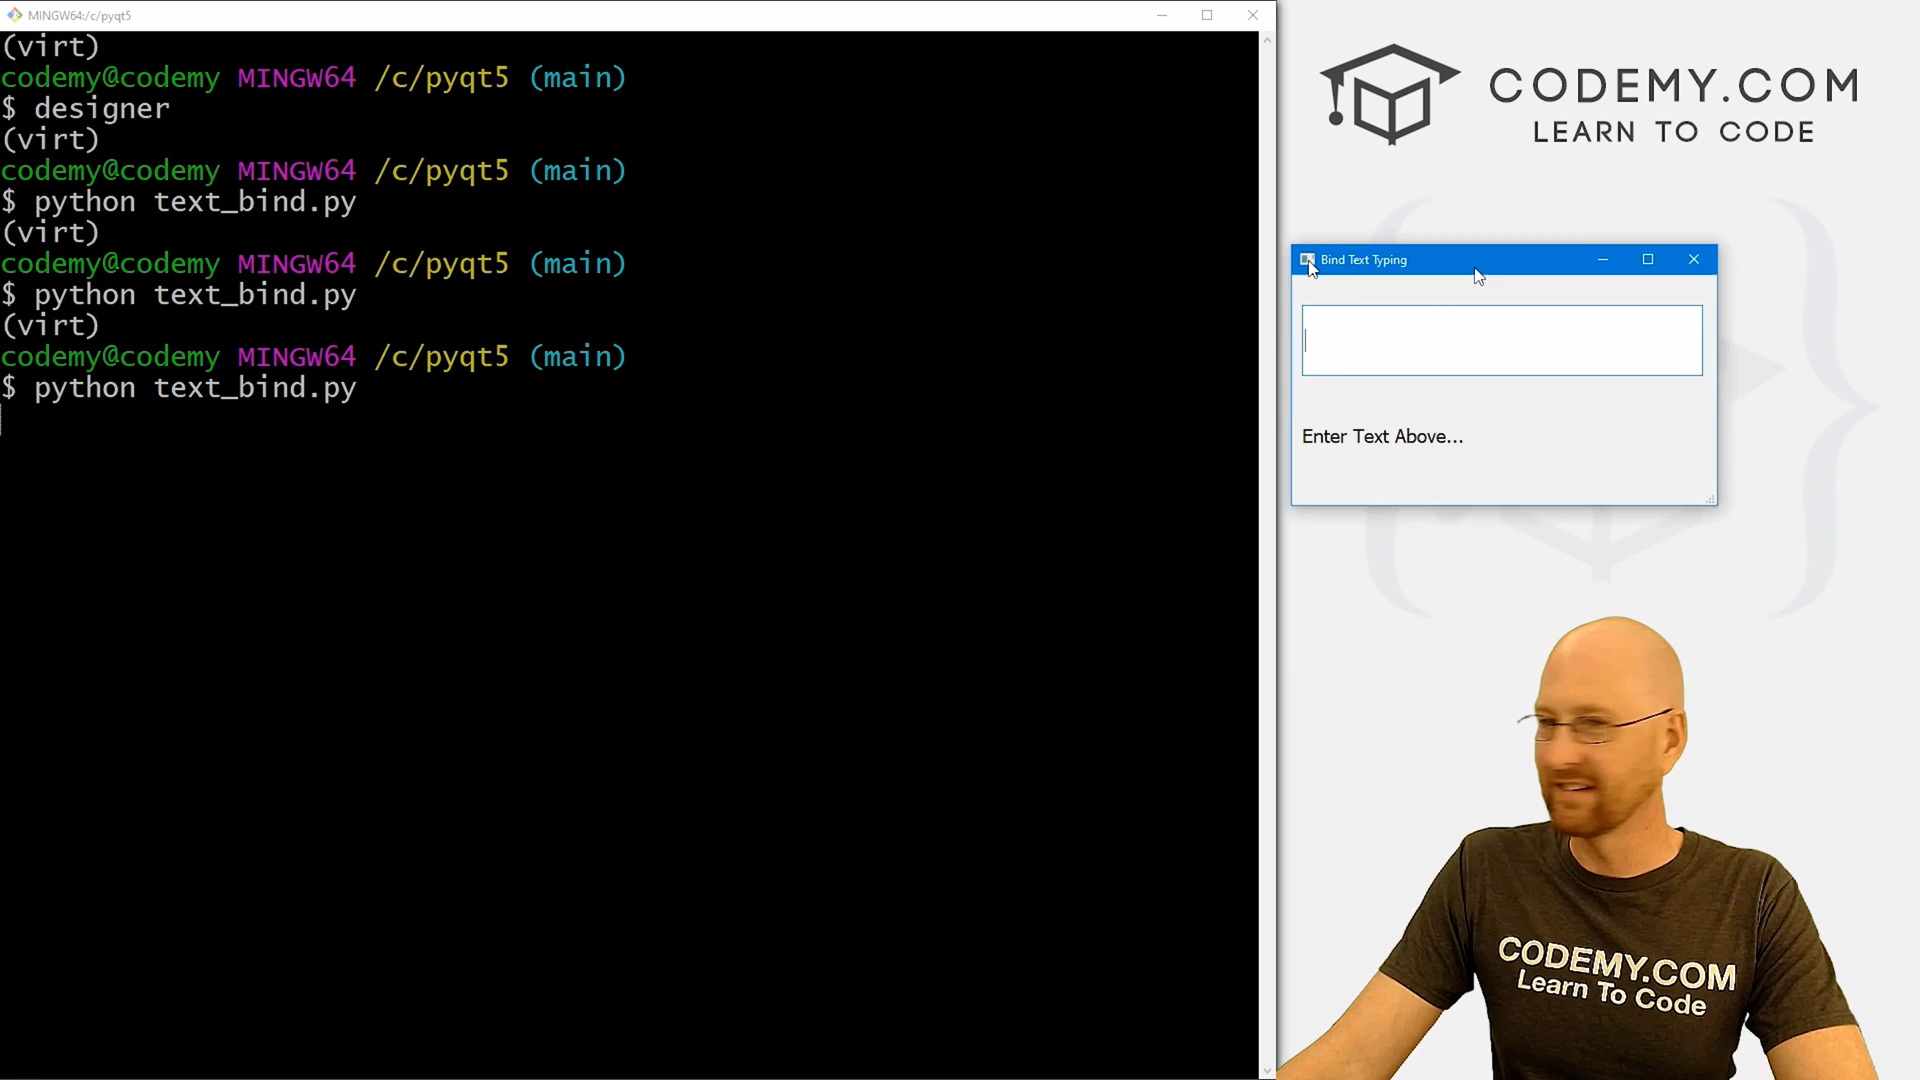 MINGW64:/c/pyqt5
(virt)
codemy@codemy MINGW64 /c/pyqt5 (main)
$ designer
(virt)
codemy@codemy MINGW64 /c/pyqt5 (main)
$ python text_bind.py
(virt)
codemy@codemy MINGW64 /c/pyqt5 (main)
$ python text_bind.py
(virt)
codemy@codemy MINGW64 /c/pyqt5 (main)
$ python text_bind.py
CODEMY.COM
LEARN TO CODE
Bind Text Typing
Enter Text Above...
CODEMY.COM
Learn To Code